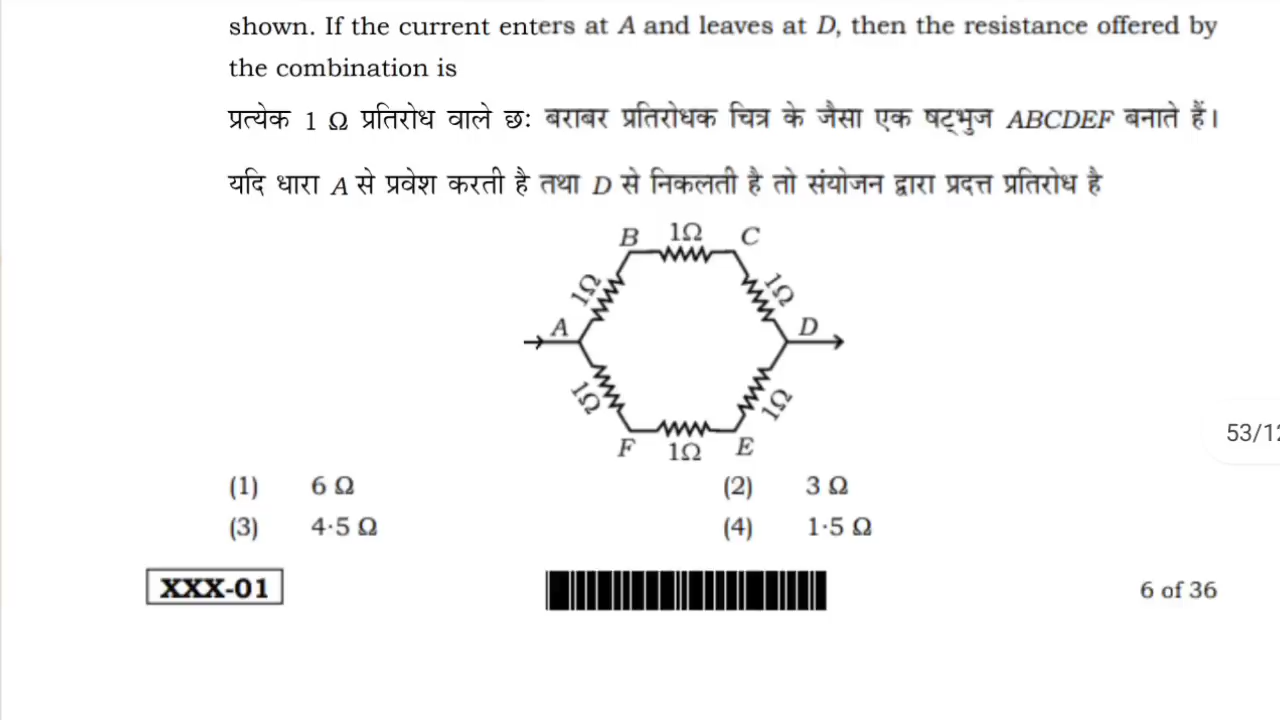 shown. If the current enters at A and leaves at D, then the resistance offered by
the combination is
प्रत्येक 1 Ω प्रतिरोध वाले छः बराबर प्रतिरोधक चित्र के जैसा एक षट्भुज ABCDEF बनाते हैं।
यदि धारा A से प्रवेश करती है तथा D से निकलती है तो संयोजन द्वारा प्रदत्त प्रतिरोध है
B 1Ω C
1Ω 1Ω
A D
1Ω 1Ω
F 1Ω E
53/12
(1) 6 Ω (2) 3 Ω
(3) 4·5 Ω (4) 1·5 Ω
XXX-01 6 of 36